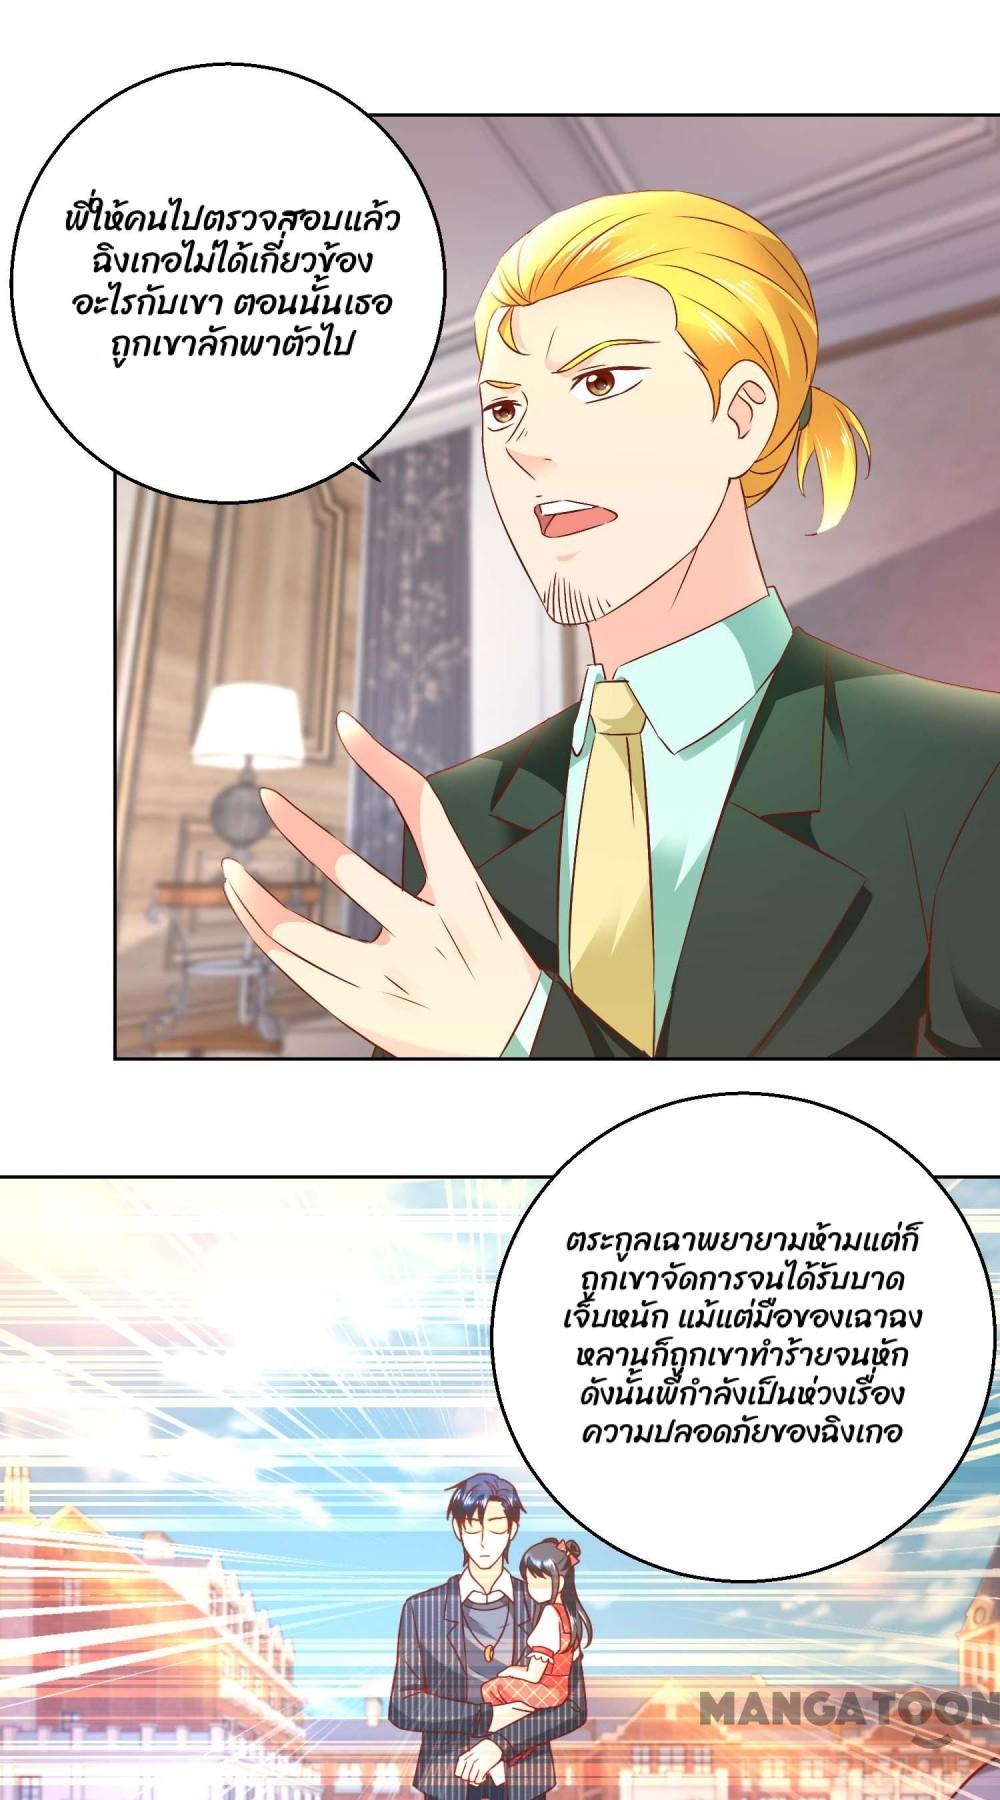 พี่ให้คนไปตรวจสอบแล้ว
ฉิงเกอไม่ได้เกี่ยวข้อง
อะไรกับเขา ตอนนั้นเธอ
ถูกเขาลักพาตัวไป
ตระกูลเฉาพยายามห้ามแต่ก็
ถูกเขาจัดการจนได้รับบาด
เจ็บหนัก แม้แต่มือของเฉาฉง
หลานก็ถูกเขาทำร้ายจนหัก
ดังนั้นพี่กำลังเป็นห่วงเรื่อง
ความปลอดภัยของฉิงเกอ
MANGATOON